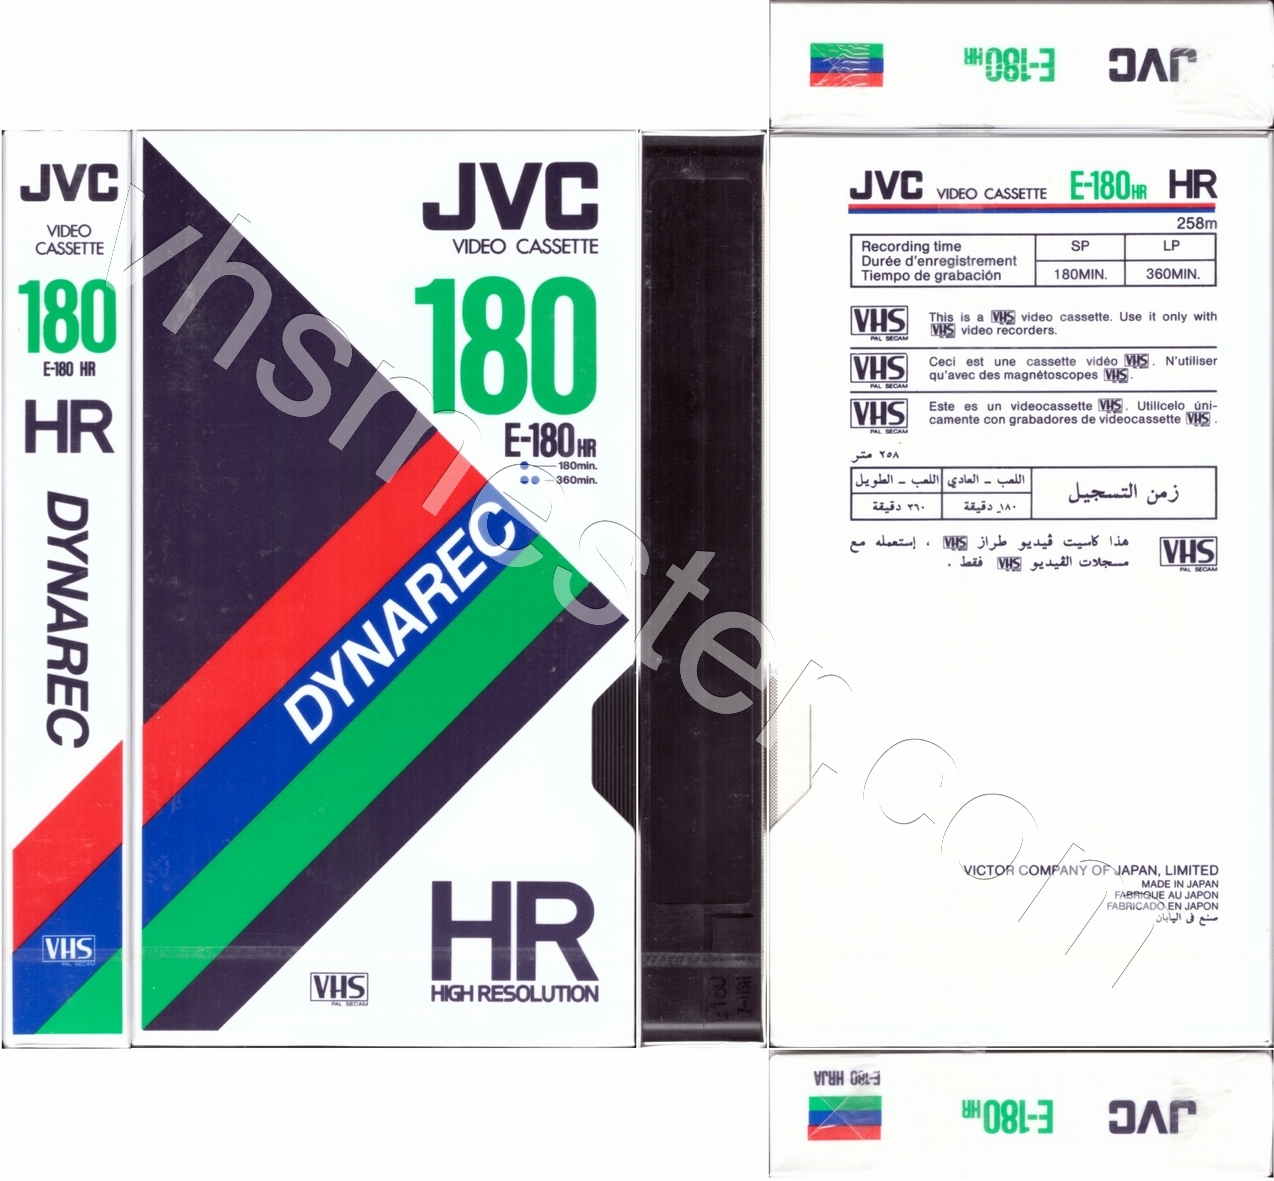 JVC
VIDEO
CASSETTE
180
E-180 HR
HR
DYNAREC
VHS
PAL SECAM
JVC
VIDEO CASSETTE
180
E-180HR
180min.
360min.
DYNAREC
HR
HIGH RESOLUTION
VHS
PAL SECAM
JVC E-180HR
JVC VIDEO CASSETTE E-180HR HR
258m
Recording time SP LP
Durée d'enregistrement
Tiempo de grabación 180MIN. 360MIN.
VHS This is a VHS video cassette. Use it only with
PAL SECAM VHS video recorders.
VHS Ceci est une cassette vidéo VHS. N'utiliser
PAL SECAM qu'avec des magnétoscopes VHS.
VHS Este es un videocassette VHS. Utilícelo úni-
PAL SECAM camente con grabadores de videocassette VHS.
٢٥٨ متر
زمن التسجيل اللعب ـ العادي اللعب ـ الطويل
١٨٠ دقيقة ٣٦٠ دقيقة
VHS هذا كاسيت ڤيديو طراز VHS ، إستعمله مع
PAL SECAM مسجلات الڤيديو VHS فقط .
VICTOR COMPANY OF JAPAN, LIMITED
MADE IN JAPAN
FABRIQUE AU JAPON
FABRICADO EN JAPON
صنع في اليابان
E-180 HRJA
JVC E-180HR
vhsmester.com